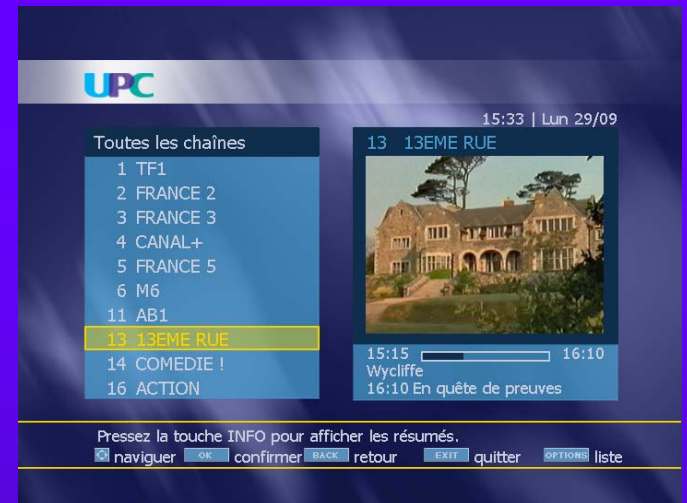 UPC
15:33 | Lun 29/09
Toutes les chaînes
1 TF1
2 FRANCE 2
3 FRANCE 3
4 CANAL+
5 FRANCE 5
6 M6
11 AB1
13 13EME RUE
14 COMEDIE !
16 ACTION
13 13EME RUE
15:15 16:10
Wycliffe
16:10 En quête de preuves
Pressez la touche INFO pour afficher les résumés.
naviguer OK confirmer BACK retour EXIT quitter OPTIONS liste